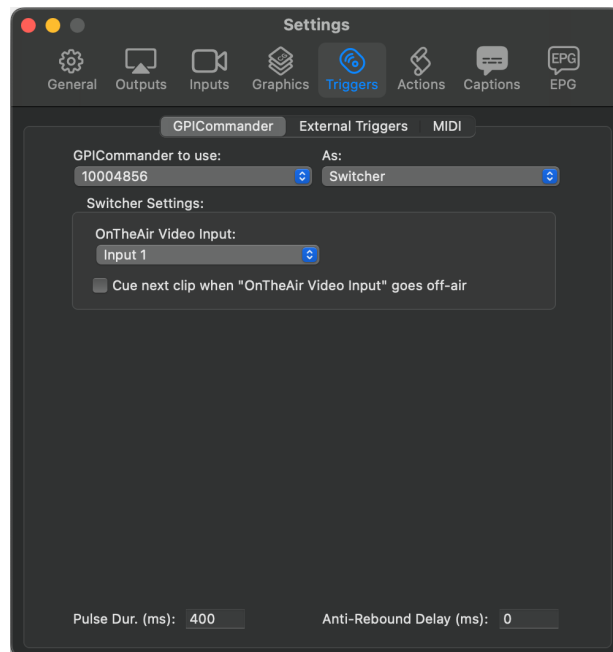 Settings
General Outputs Inputs Graphics Triggers Actions Captions EPG EPG
GPICommander External Triggers MIDI
GPICommander to use: As:
10004856 Switcher
Switcher Settings:
OnTheAir Video Input:
Input 1
Cue next clip when "OnTheAir Video Input" goes off-air
Pulse Dur. (ms): 400 Anti-Rebound Delay (ms): 0